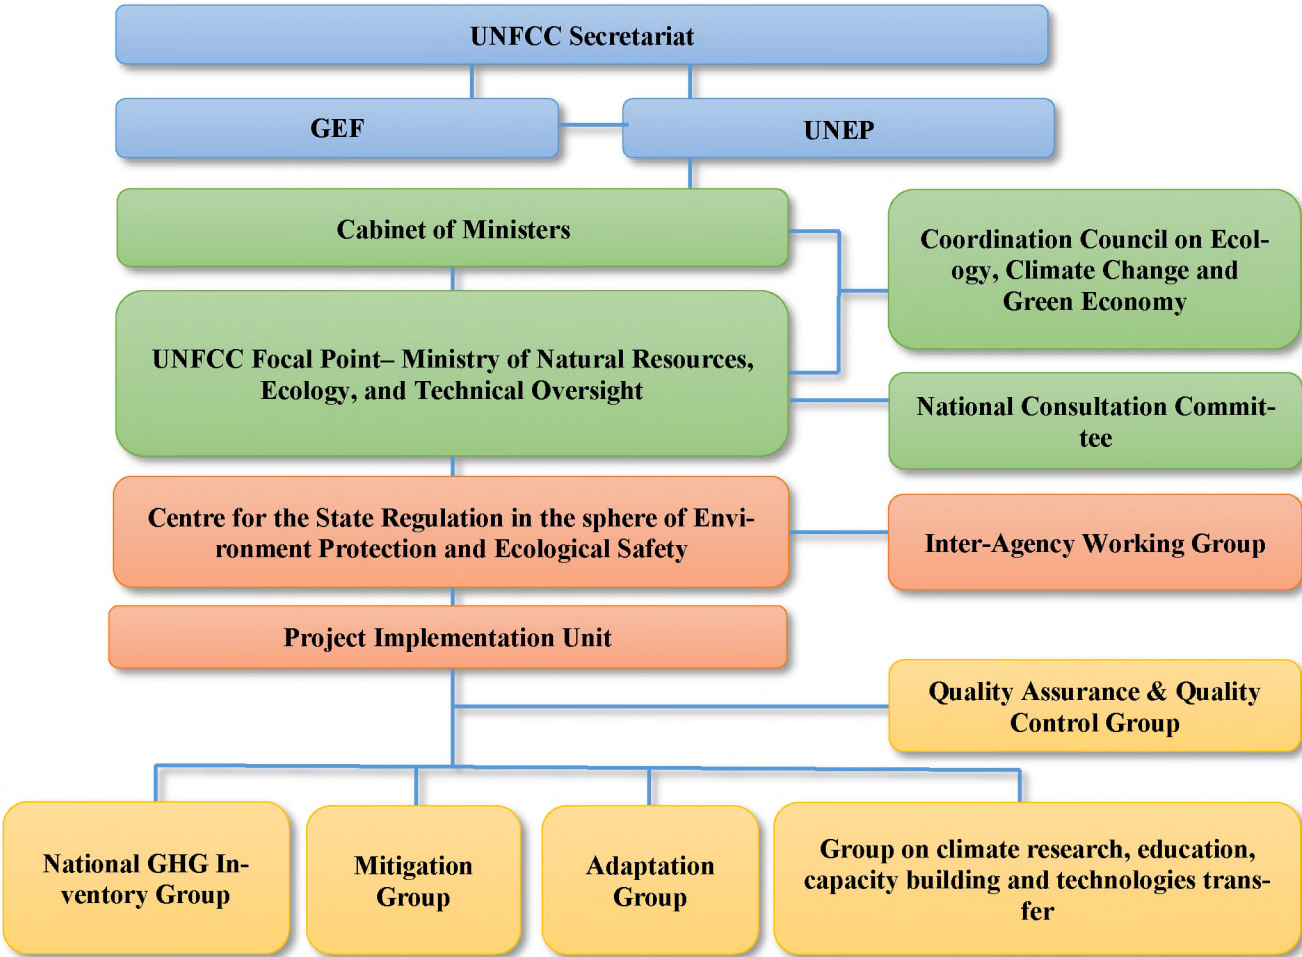 UNFCC Secretariat
GEF
UNEP
Cabinet of Ministers
Coordination Council on Ecol-
ogy, Climate Change and
Green Economy
UNFCC Focal Point– Ministry of Natural Resources,
Ecology, and Technical Oversight
National Consultation Commit-
tee
Centre for the State Regulation in the sphere of Envi-
ronment Protection and Ecological Safety
Inter-Agency Working Group
Project Implementation Unit
Quality Assurance & Quality
Control Group
National GHG In-
ventory Group
Mitigation
Group
Adaptation
Group
Group on climate research, education,
capacity building and technologies trans-
fer